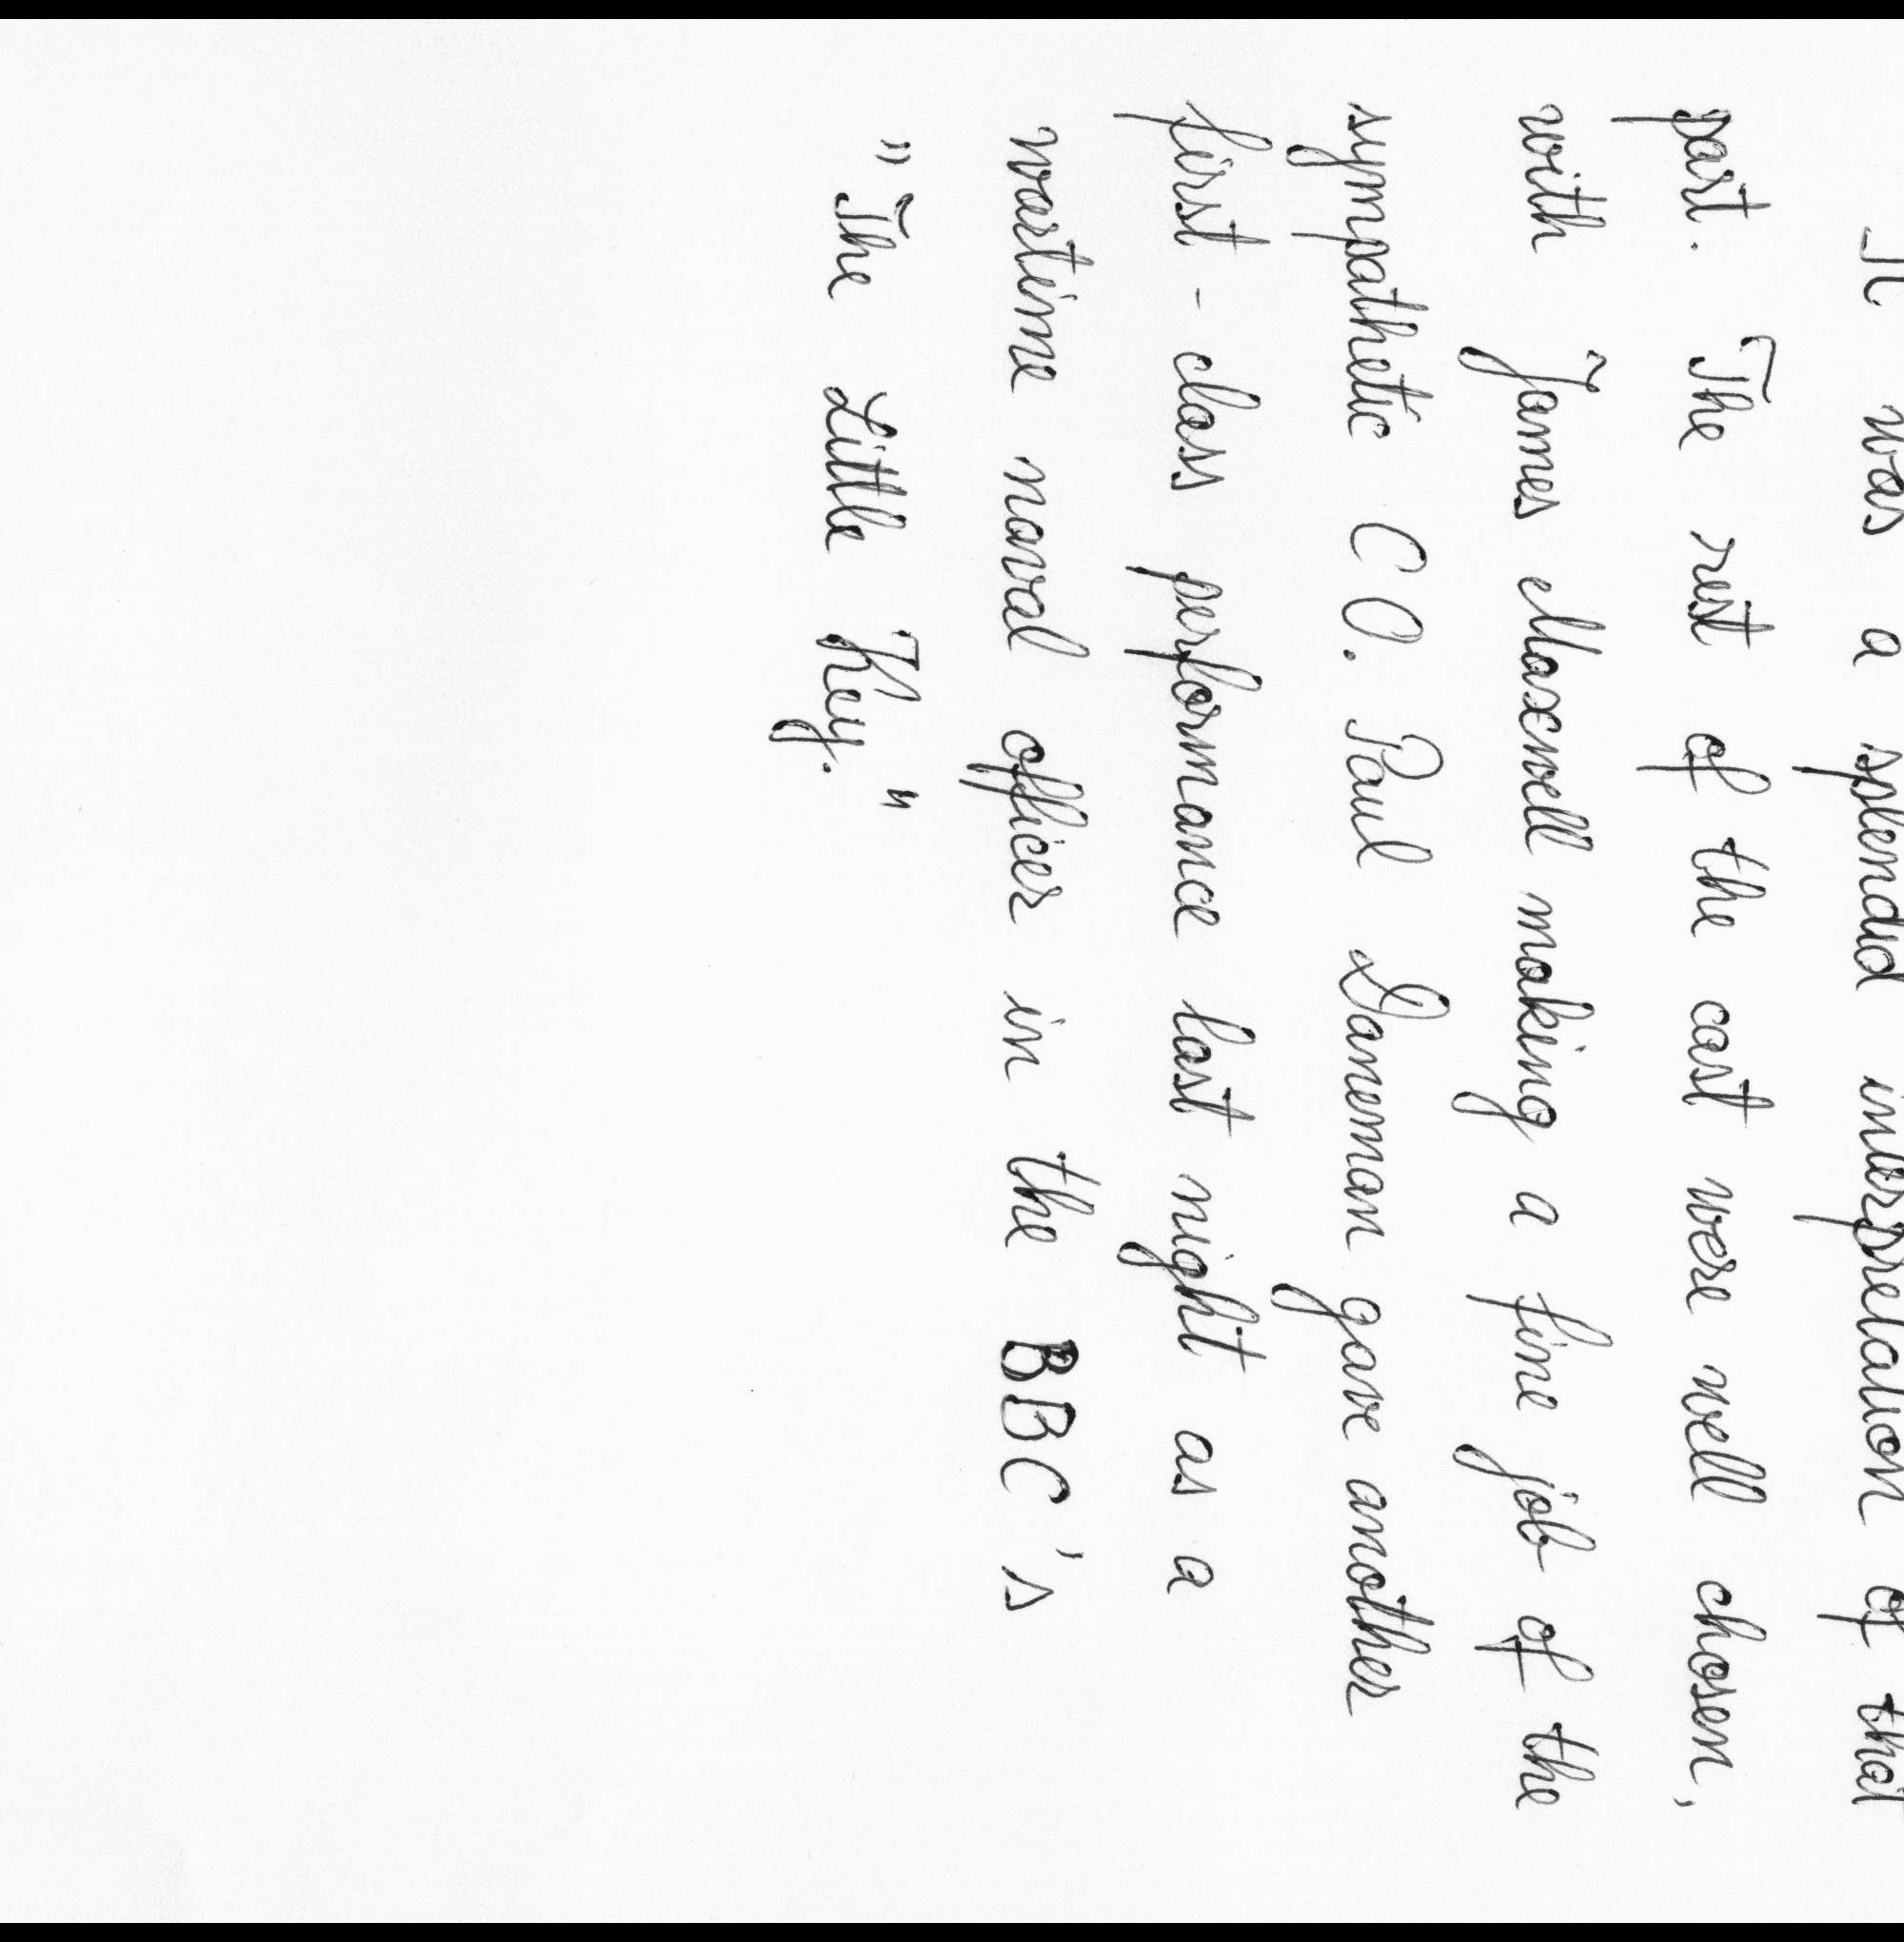 It was a splendid interpretation of that
part. The rest of the cast were well chosen,
with James Maxwell making a fine job of the
sympathetic C O. Paul Daneman gave another
first - class performance last night as a
wartime naval officer in the BBC's
"The Little Key."